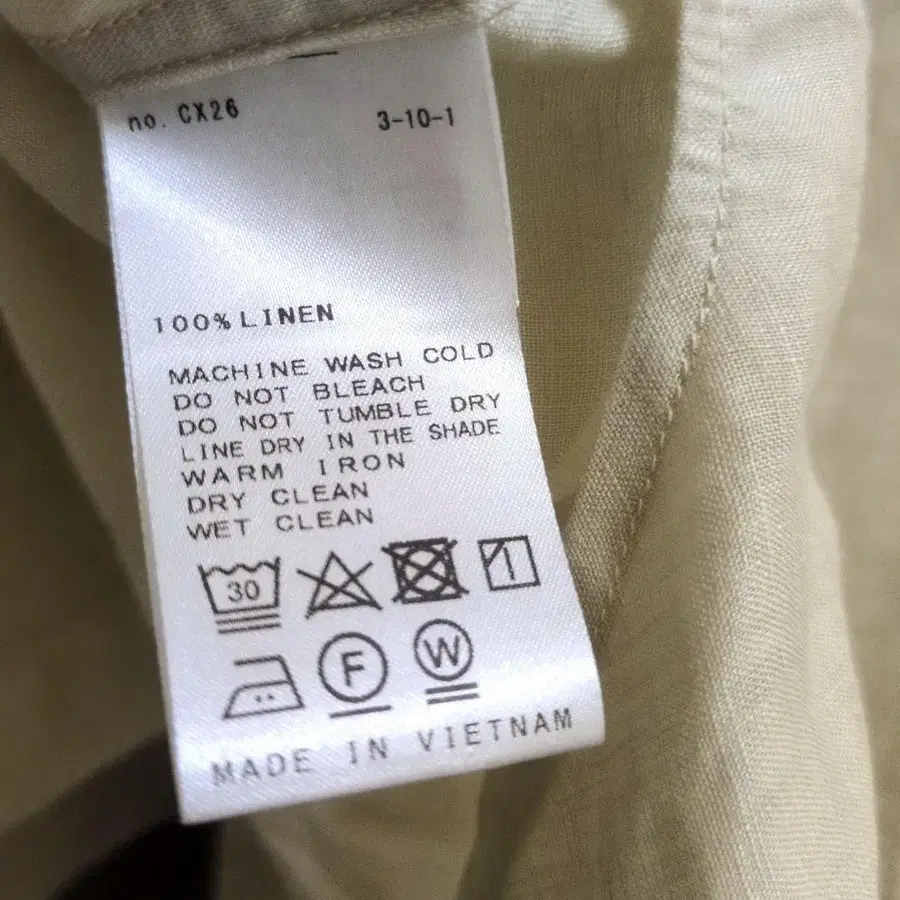 no. CX26 3-10-1
100% LINEN
MACHINE WASH COLD
DO NOT BLEACH
DO NOT TUMBLE DRY
LINE DRY IN THE SHADE
WARM IRON
DRY CLEAN
WET CLEAN
30
F W
MADE IN VIETNAM